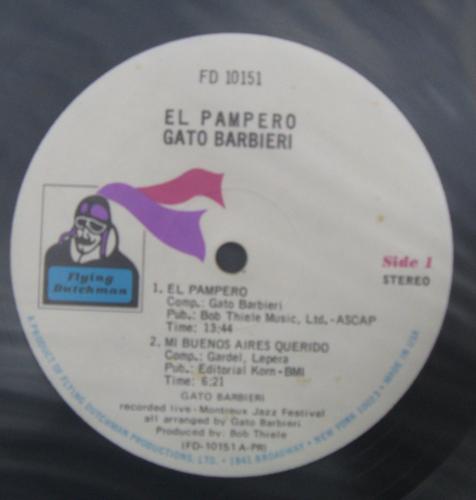 FD 10151
EL PAMPERO
GATO BARBIERI
Flying
Dutchman
Side 1
STEREO
1. EL PAMPERO
Comp.: Gato Barbieri
Pub.: Bob Thiele Music, Ltd.-ASCAP
Time: 13:44
2. MI BUENOS AIRES QUERIDO
Comp.: Gardel, Lepera
Pub.: Editorial Korn-BMI
Time: 6:21
GATO BARBIERI
recorded live-Montreux Jazz Festival
all arranged by Gato Barbieri
Produced by: Bob Thiele
(FD-10151 A-PR)
A PRODUCT OF FLYING DUTCHMAN PRODUCTIONS, LTD. • 1841 BROADWAY • NEW YORK 10023 • MADE IN USA